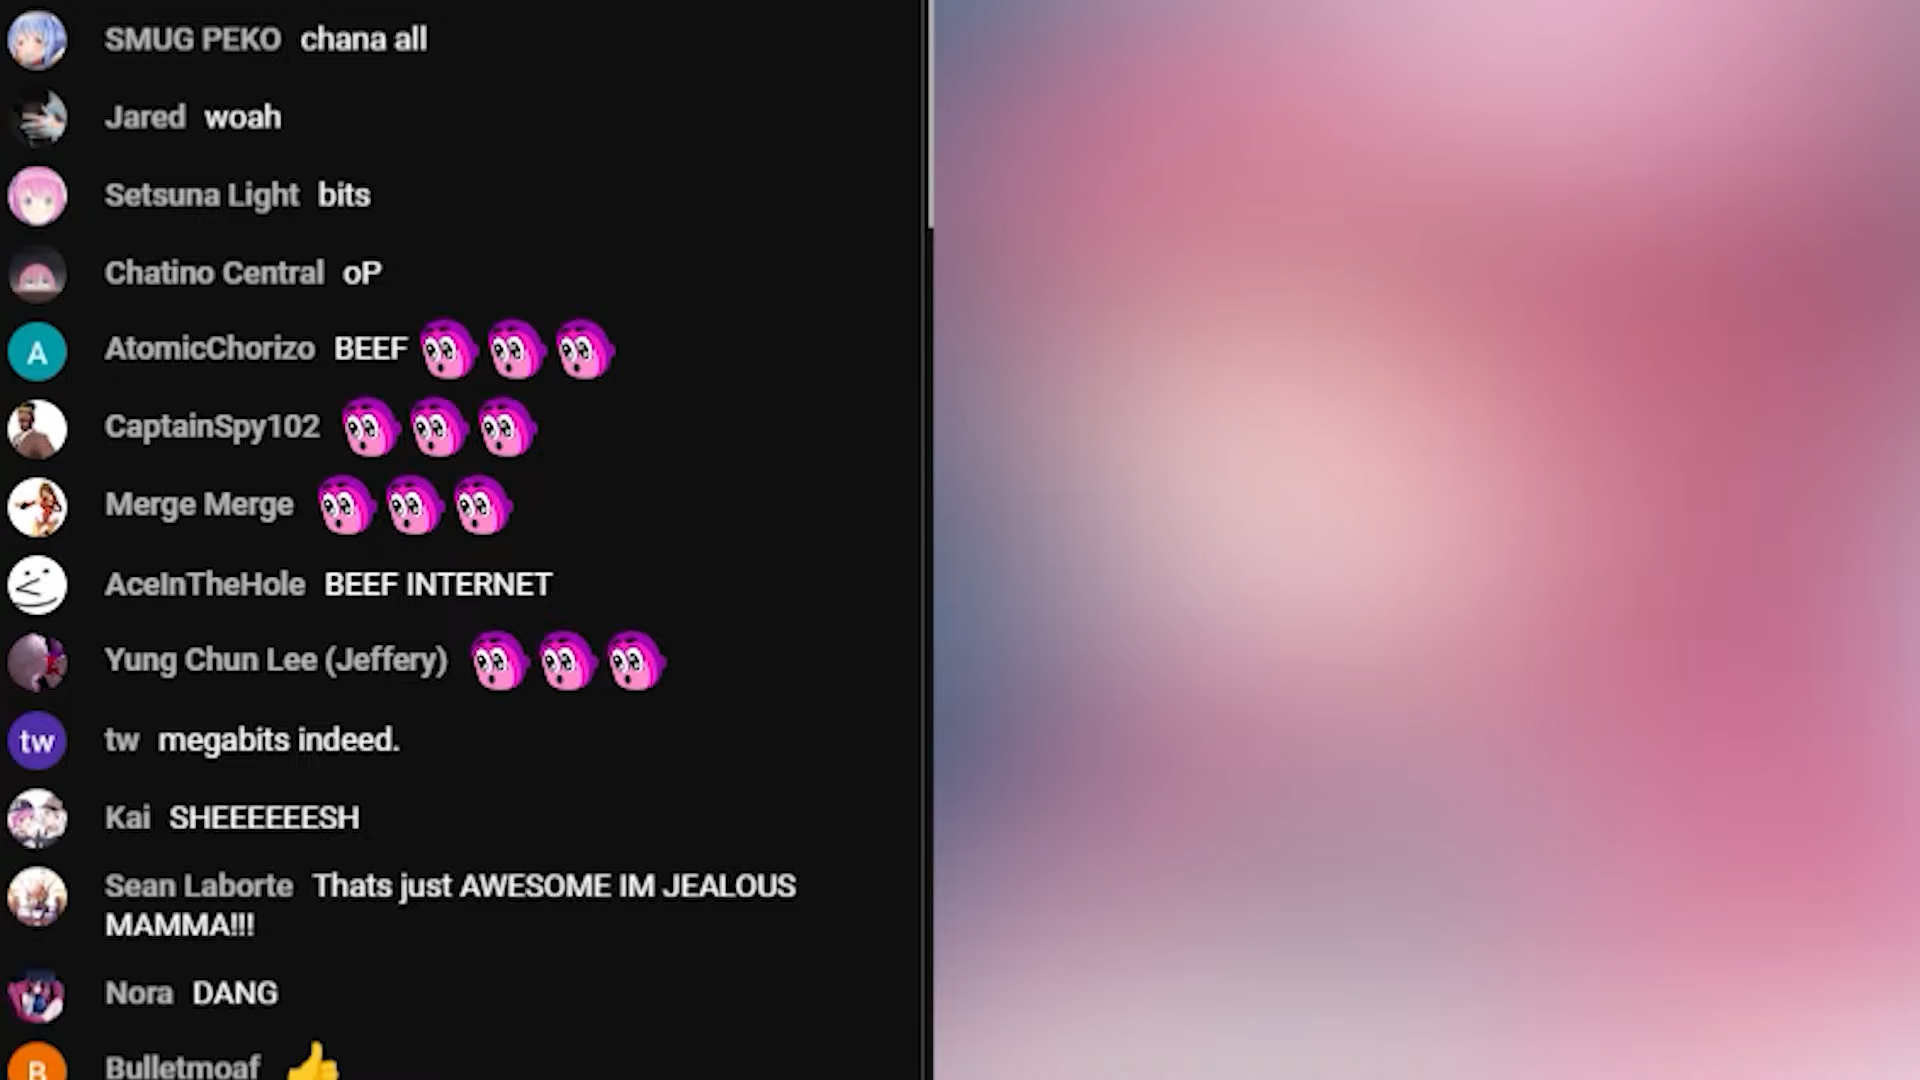 SMUG PEKO chana all
Jared woah
Setsuna Light bits
Chatino Central oP
A AtomicChorizo BEEF
CaptainSpy102
Merge Merge
AceInTheHole BEEF INTERNET
Yung Chun Lee (Jeffery)
tw tw megabits indeed.
Kai SHEEEEEESH
Sean Laborte Thats just AWESOME IM JEALOUS
MAMMA!!!
Nora DANG
B Bulletmoaf